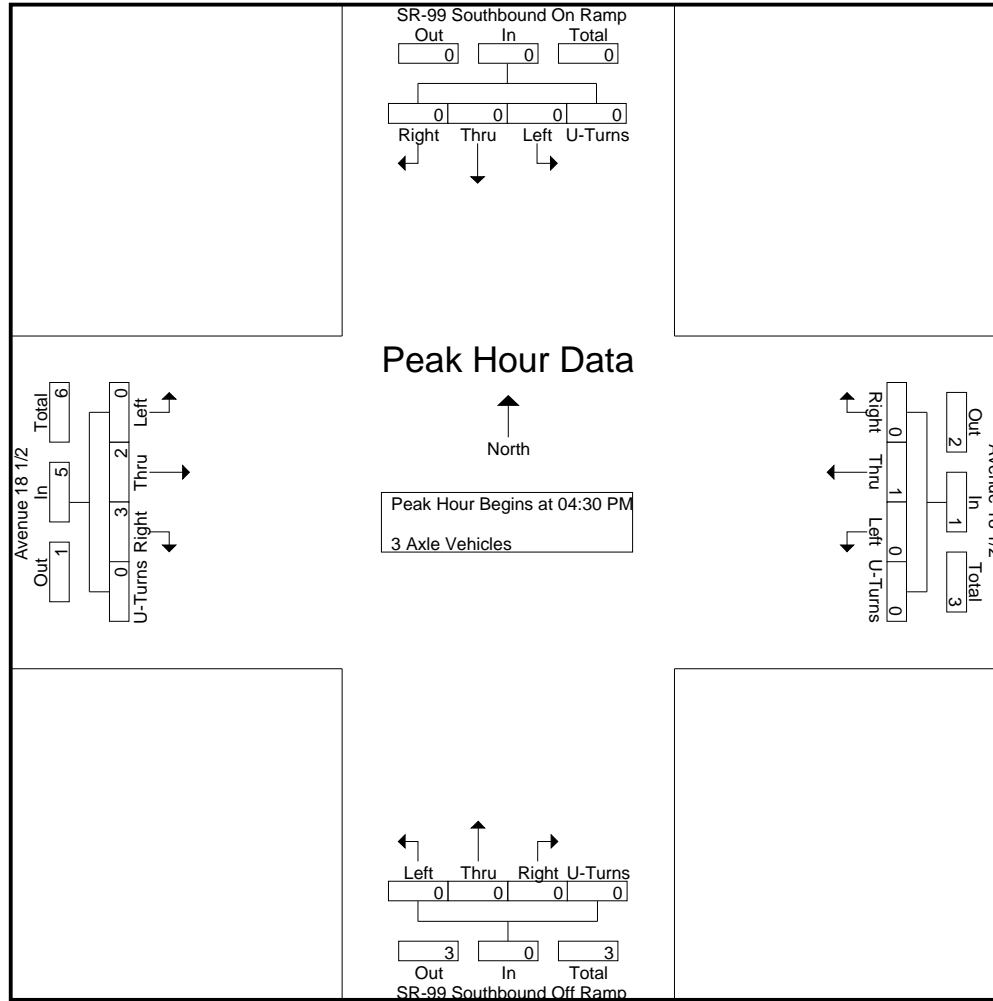 SR-99 Southbound On Ramp
Out In Total
0 0 0
0 0 0 0
Right Thru Left U-Turns
Peak Hour Data
North
Peak Hour Begins at 04:30 PM
3 Axle Vehicles
Avenue 18 1/2
Out In Total
1 5 6
U-Turns Right Thru Left
0 3 2 0
Avenue 18 1/2
Out In Total
2 1 3
0 1 0 0
Right Thru Left U-Turns
Left Thru Right U-Turns
0 0 0 0
3 0 3
Out In Total
SR-99 Southbound Off Ramp